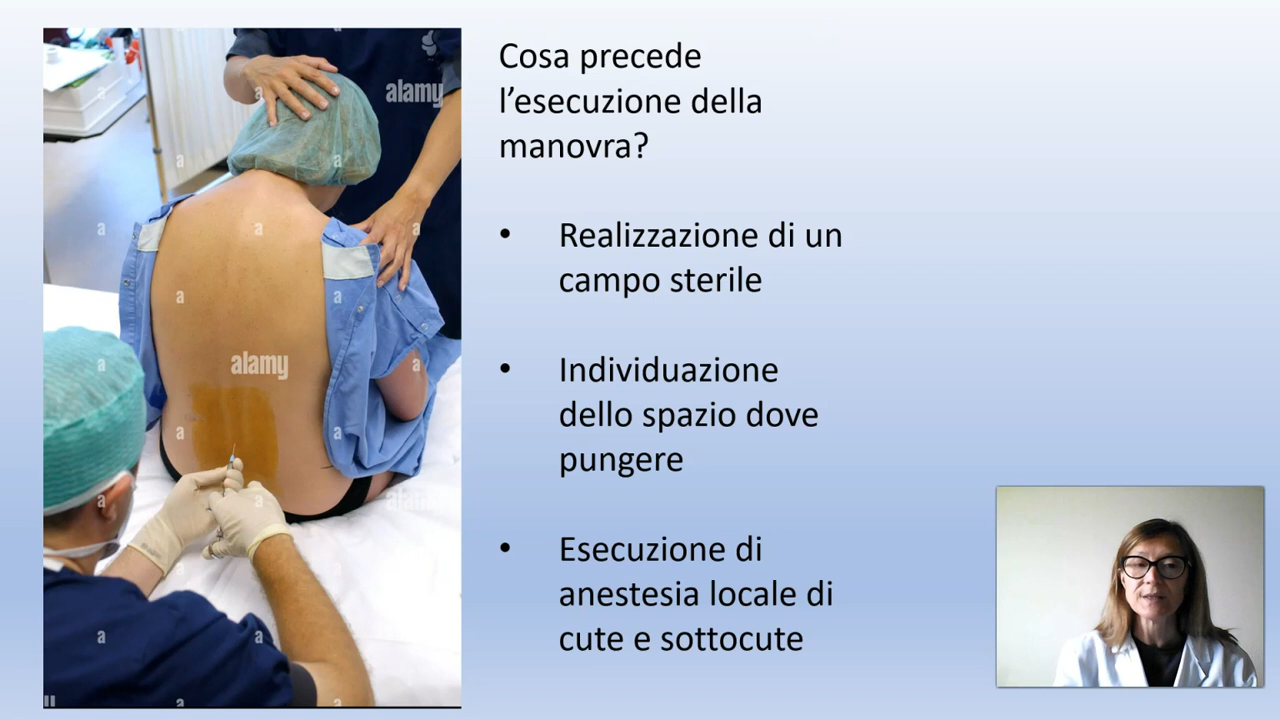 Cosa precede
l’esecuzione della
manovra?
• Realizzazione di un
campo sterile
• Individuazione
dello spazio dove
pungere
• Esecuzione di
anestesia locale di
cute e sottocute
alamy
alamy
alamy